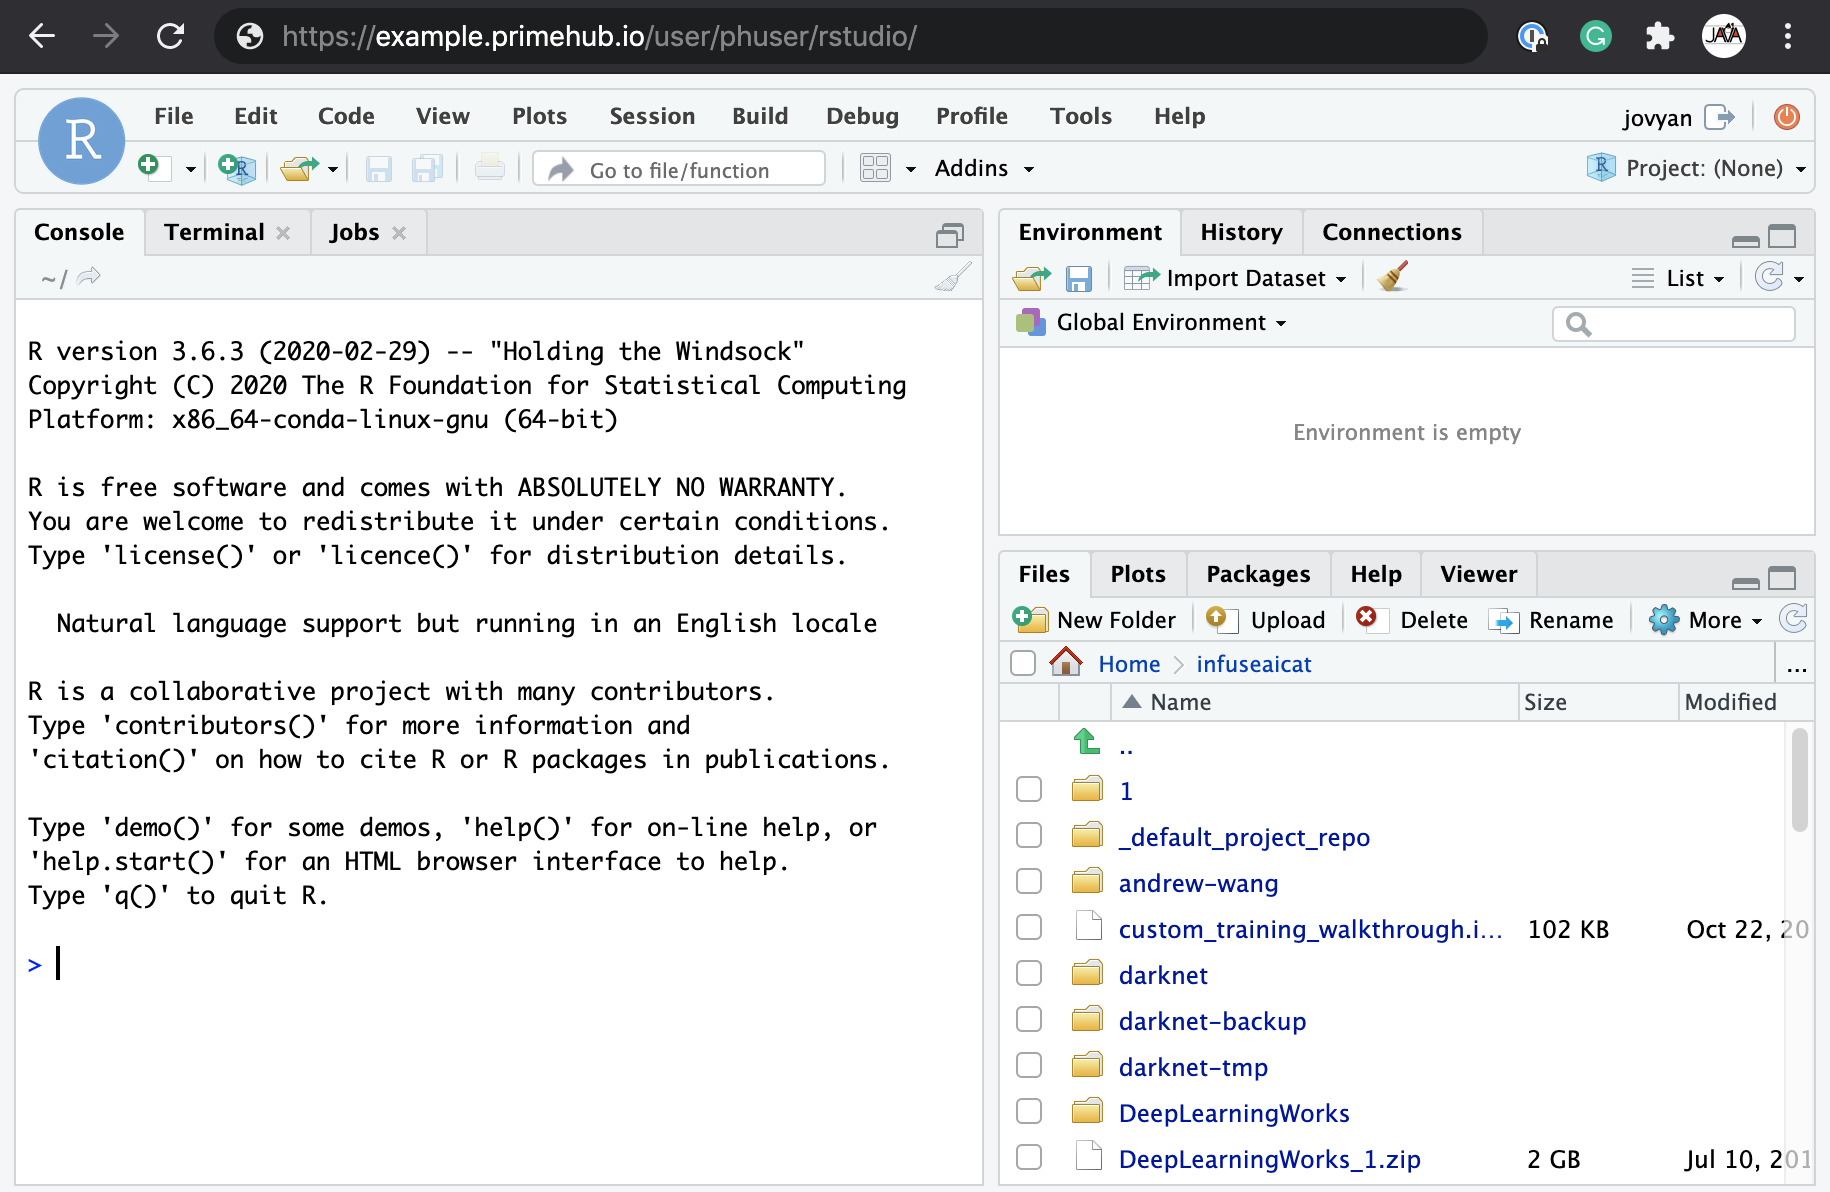 https://example.primehub.io/user/phuser/rstudio/
JAVA
R
File Edit Code View Plots Session Build Debug Profile Tools Help
jovyan
Go to file/function
Addins
Project: (None)
Console Terminal Jobs
~/
R version 3.6.3 (2020-02-29) -- "Holding the Windsock"
Copyright (C) 2020 The R Foundation for Statistical Computing
Platform: x86_64-conda-linux-gnu (64-bit)
R is free software and comes with ABSOLUTELY NO WARRANTY.
You are welcome to redistribute it under certain conditions.
Type 'license()' or 'licence()' for distribution details.
Natural language support but running in an English locale
R is a collaborative project with many contributors.
Type 'contributors()' for more information and
'citation()' on how to cite R or R packages in publications.
Type 'demo()' for some demos, 'help()' for on-line help, or
'help.start()' for an HTML browser interface to help.
Type 'q()' to quit R.
>
Environment History Connections
Import Dataset
List
Global Environment
Environment is empty
Files Plots Packages Help Viewer
New Folder Upload Delete Rename More
Home infuseaicat ...
Name Size Modified
..
1
_default_project_repo
andrew-wang
custom_training_walkthrough.i... 102 KB Oct 22, 20
darknet
darknet-backup
darknet-tmp
DeepLearningWorks
DeepLearningWorks_1.zip 2 GB Jul 10, 201